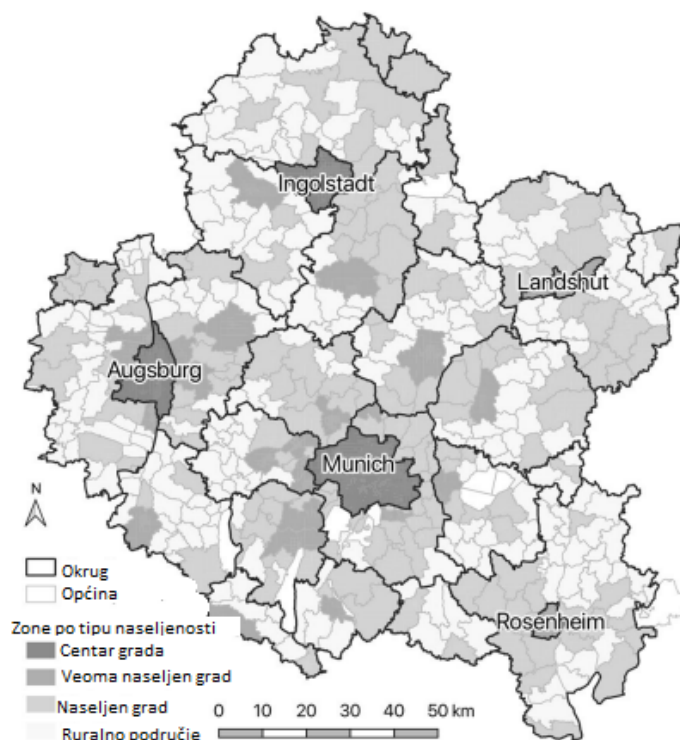 Ingolstadt
Landshut
Augsburg
Munich
N
Okrug
Općina
Rosenheim
Zone po tipu naseljenosti
Centar grada
Veoma naseljen grad
Naseljen grad
0 10 20 30 40 50 km
Ruralno područje